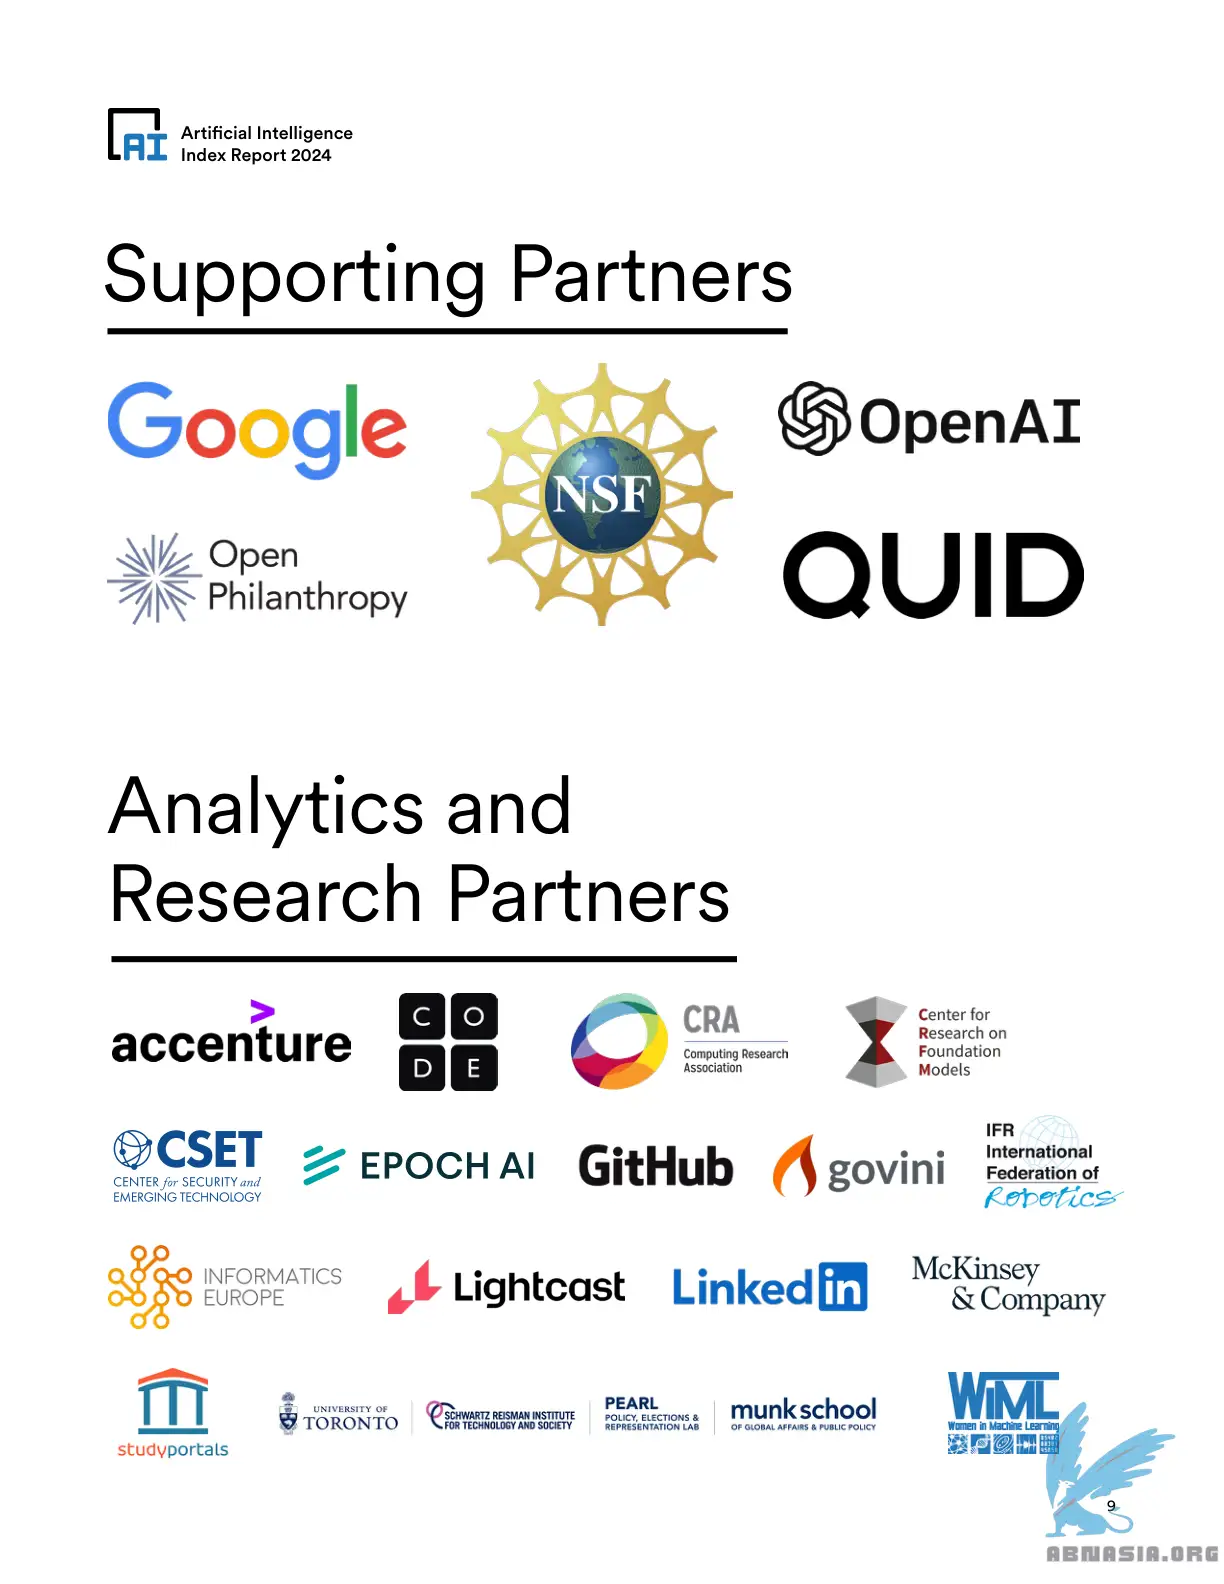 AI
Artificial Intelligence
Index Report 2024
Supporting Partners
Google
NSF
OpenAI
Open
Philanthropy
QUID
Analytics and
Research Partners
accenture
C O
D E
CRA
Computing Research
Association
Center for
Research on
Foundation
Models
CSET
CENTER for SECURITY and
EMERGING TECHNOLOGY
EPOCH AI
GitHub
govini
IFR
International
Federation of
Robotics
INFORMATICS
EUROPE
Lightcast
LinkedIn
McKinsey
& Company
studyportals
UNIVERSITY OF
TORONTO
SCHWARTZ REISMAN INSTITUTE
FOR TECHNOLOGY AND SOCIETY
PEARL
POLICY, ELECTIONS &
REPRESENTATION LAB
munk school
OF GLOBAL AFFAIRS & PUBLIC POLICY
WiML
Women in Machine Learning
9
ABNASIA.ORG